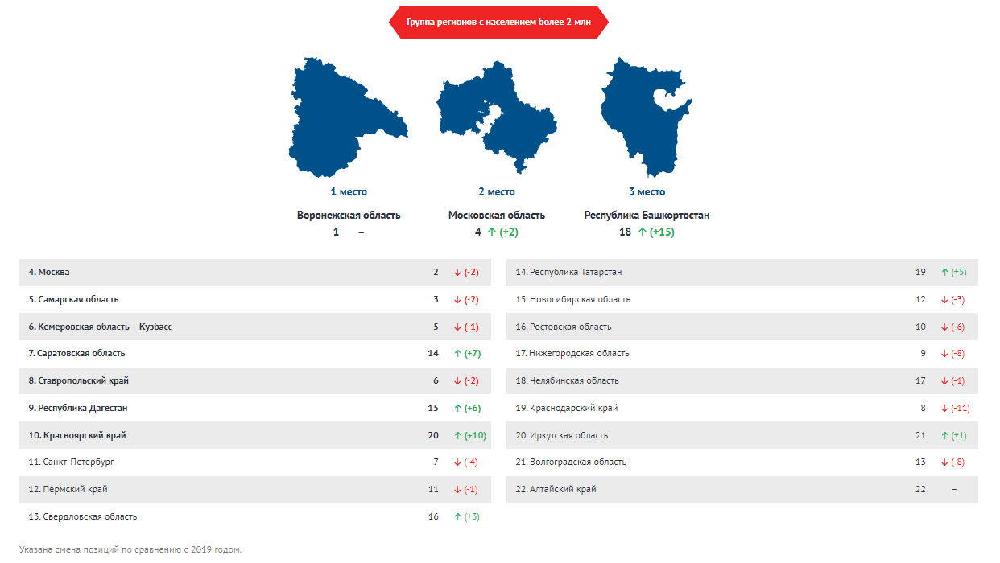 Группа регионов с населением более 2 млн
1 место
2 место
3 место
Воронежская область
Московская область
Республика Башкортостан
1 –
4 ↑ (+2)
18 ↑ (+15)
4. Москва 2 ↓ (-2)
5. Самарская область 3 ↓ (-2)
6. Кемеровская область – Кузбасс 5 ↓ (-1)
7. Саратовская область 14 ↑ (+7)
8. Ставропольский край 6 ↓ (-2)
9. Республика Дагестан 15 ↑ (+6)
10. Красноярский край 20 ↑ (+10)
11. Санкт-Петербург 7 ↓ (-4)
12. Пермский край 11 ↓ (-1)
13. Свердловская область 16 ↑ (+3)
14. Республика Татарстан 19 ↑ (+5)
15. Новосибирская область 12 ↓ (-3)
16. Ростовская область 10 ↓ (-6)
17. Нижегородская область 9 ↓ (-8)
18. Челябинская область 17 ↓ (-1)
19. Краснодарский край 8 ↓ (-11)
20. Иркутская область 21 ↑ (+1)
21. Волгоградская область 13 ↓ (-8)
22. Алтайский край 22 –
Указана смена позиций по сравнению с 2019 годом.